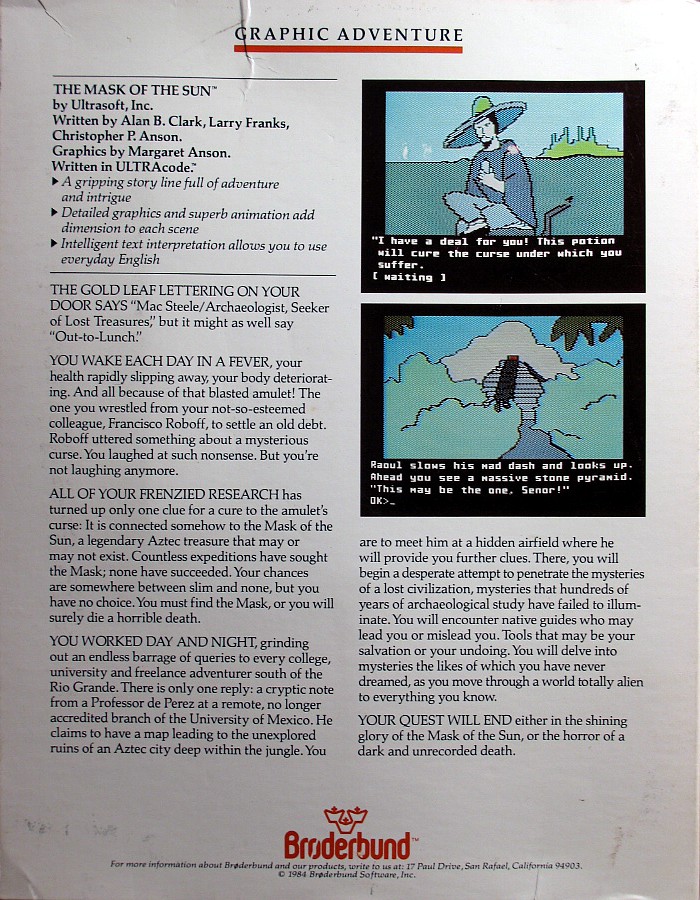 GRAPHIC ADVENTURE
THE MASK OF THE SUN™
by Ultrasoft, Inc.
Written by Alan B. Clark, Larry Franks,
Christopher P. Anson.
Graphics by Margaret Anson.
Written in ULTRAcode.™
▸ A gripping story line full of adventure
and intrigue
▸ Detailed graphics and superb animation add
dimension to each scene
▸ Intelligent text interpretation allows you to use
everyday English
THE GOLD LEAF LETTERING ON YOUR
DOOR SAYS “Mac Steele/Archaeologist, Seeker
of Lost Treasures,” but it might as well say
“Out-to-Lunch.”
YOU WAKE EACH DAY IN A FEVER, your
health rapidly slipping away, your body deteriorat-
ing. And all because of that blasted amulet! The
one you wrestled from your not-so-esteemed
colleague, Francisco Roboff, to settle an old debt.
Roboff uttered something about a mysterious
curse. You laughed at such nonsense. But you're
not laughing anymore.
ALL OF YOUR FRENZIED RESEARCH has
turned up only one clue for a cure to the amulet's
curse: It is connected somehow to the Mask of the
Sun, a legendary Aztec treasure that may or
may not exist. Countless expeditions have sought
the Mask; none have succeeded. Your chances
are somewhere between slim and none, but you
have no choice. You must find the Mask, or you will
surely die a horrible death.
YOU WORKED DAY AND NIGHT, grinding
out an endless barrage of queries to every college,
university and freelance adventurer south of the
Rio Grande. There is only one reply: a cryptic note
from a Professor de Perez at a remote, no longer
accredited branch of the University of Mexico. He
claims to have a map leading to the unexplored
ruins of an Aztec city deep within the jungle. You
"I have a deal for you! This potion
will cure the curse under which you
suffer.
[ waiting ]
Raoul slows his mad dash and looks up.
Ahead you see a massive stone pyramid.
"This may be the one, Senor!"
OK>_
are to meet him at a hidden airfield where he
will provide you further clues. There, you will
begin a desperate attempt to penetrate the mysteries
of a lost civilization, mysteries that hundreds of
years of archaeological study have failed to illum-
inate. You will encounter native guides who may
lead you or mislead you. Tools that may be your
salvation or your undoing. You will delve into
mysteries the likes of which you have never
dreamed, as you move through a world totally alien
to everything you know.
YOUR QUEST WILL END either in the shining
glory of the Mask of the Sun, or the horror of a
dark and unrecorded death.
Brøderbund™
For more information about Brøderbund and our products, write to us at: 17 Paul Drive, San Rafael, California 94903.
© 1984 Brøderbund Software, Inc.